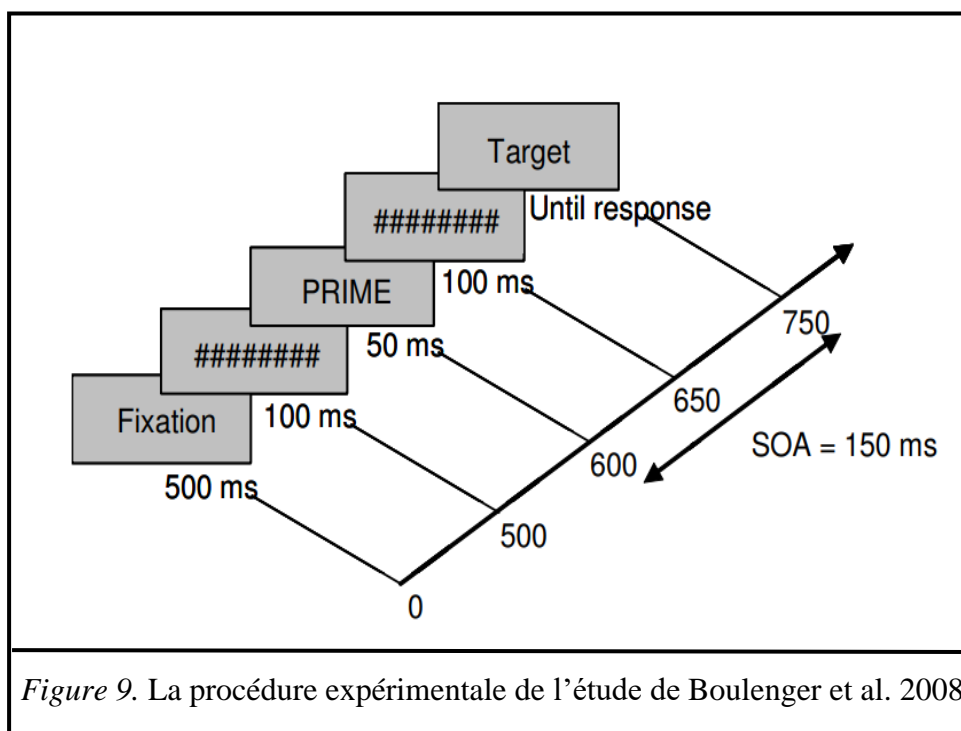 Target
########
Until response
PRIME
100 ms
########
50 ms
750
Fixation
100 ms
650
SOA = 150 ms
600
500 ms
500
0
Figure 9. La procédure expérimentale de l’étude de Boulenger et al. 2008